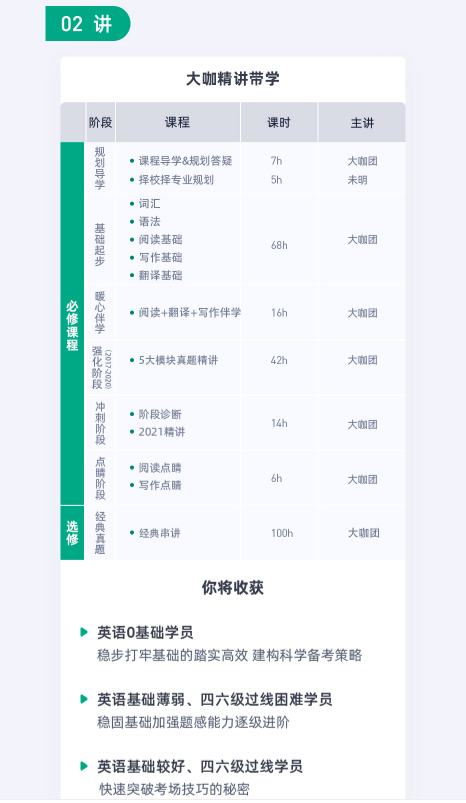 02 讲
大咖精讲带学
阶段 课程 课时 主讲
必修课程
规划导学
课程导学&规划答疑 7h 大咖团
择校择专业规划 5h 未明
基础起步
词汇
语法
阅读基础
写作基础
翻译基础
68h 大咖团
暖心伴学
阅读+翻译+写作伴学 16h 大咖团
强化阶段 (2017-2020)
5大模块真题精讲 42h 大咖团
冲刺阶段
阶段诊断
2021精讲
14h 大咖团
点睛阶段
阅读点睛
写作点睛
6h 大咖团
选修
经典真题
经典串讲 100h 大咖团
你将收获
英语0基础学员
稳步打牢基础的踏实高效 建构科学备考策略
英语基础薄弱、四六级过线困难学员
稳固基础加强题感能力逐级进阶
英语基础较好、四六级过线学员
快速突破考场技巧的秘密